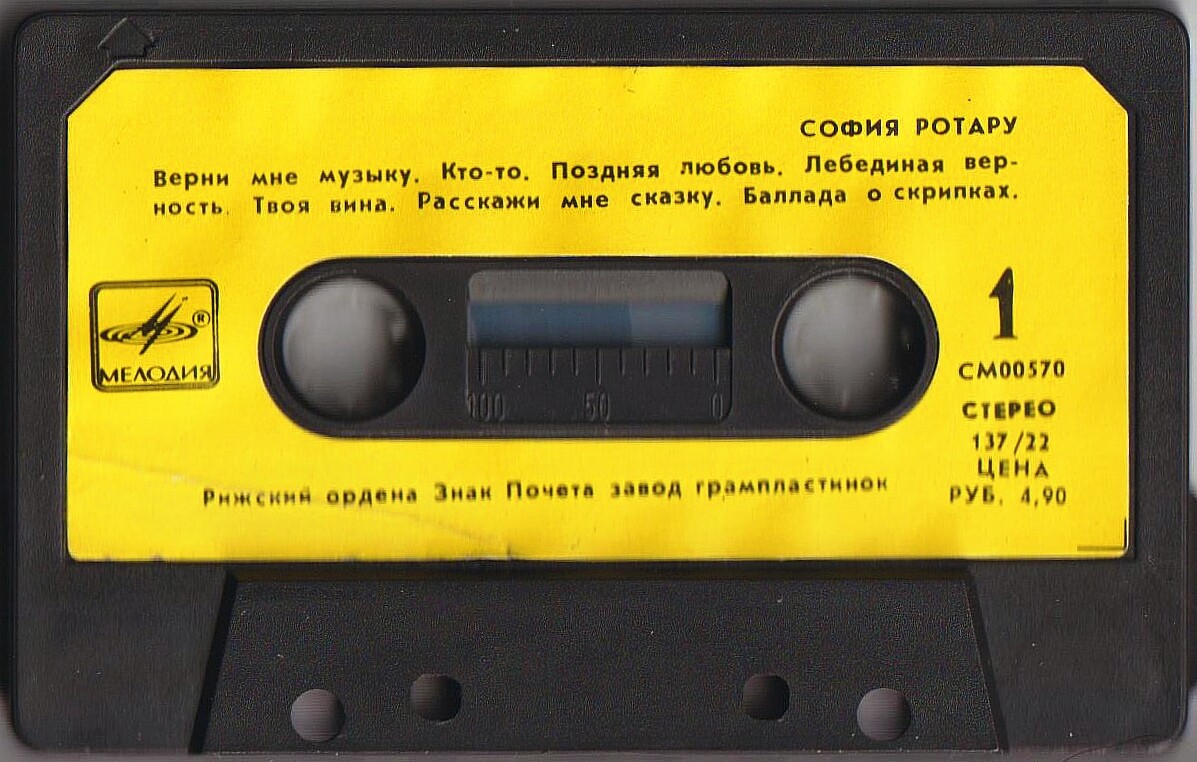 СОФИЯ РОТАРУ
Верни мне музыку. Кто-то. Поздняя любовь. Лебединая вер-
ность. Твоя вина. Расскажи мне сказку. Баллада о скрипках.
®
МЕЛОДИЯ
1
СМ00570
СТЕРЕО
137/22
ЦЕНА
РУБ. 4,90
100 50 0
Рижский ордена Знак Почета завод грампластинок